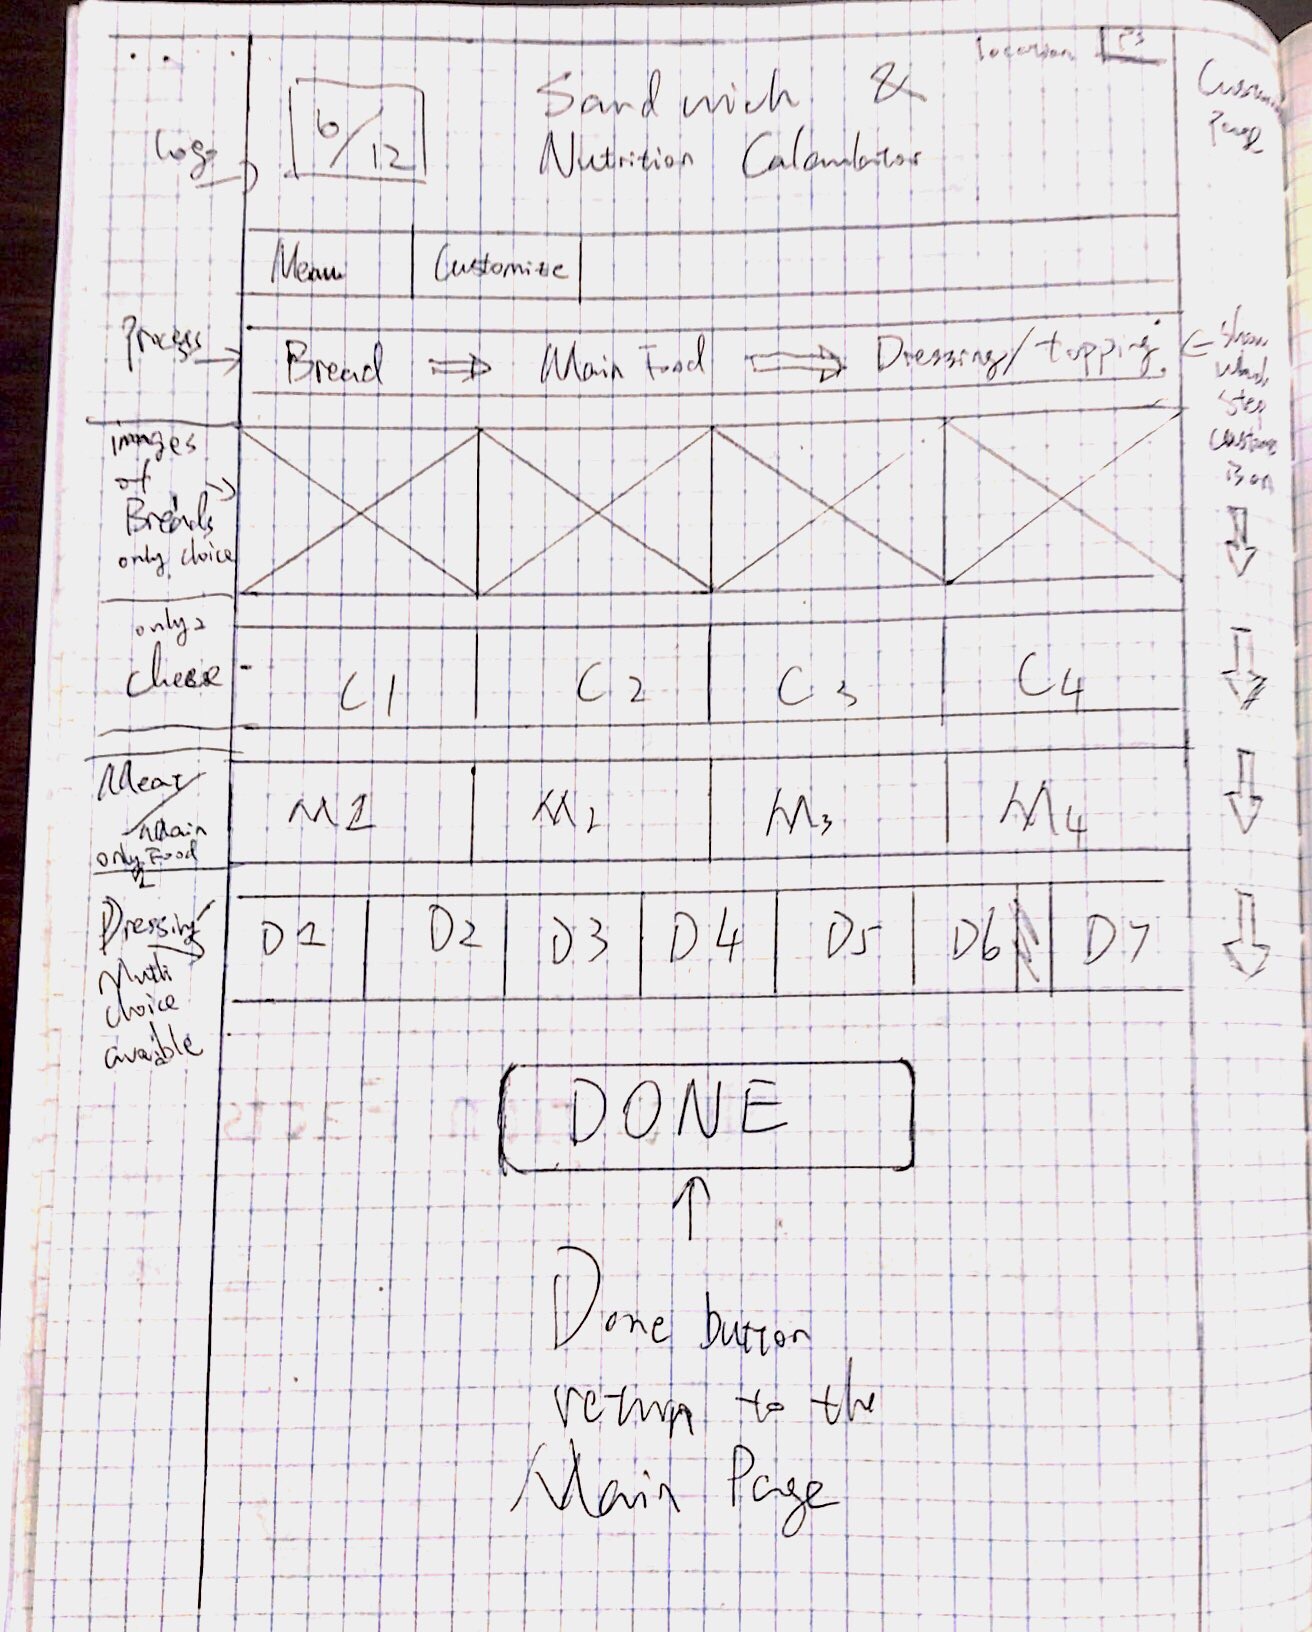 location
Customize
Page
Logo
6/12
Sandwich &
Nutrition Calculator
Menu
Customize
Process
Bread ⇒ Main Food ⇒ Dressing/topping
Show
which
step
customer
is on
images
of
Breads
only choice
only 2
Cheese
C1
C2
C3
C4
Meat/
Main
only Food
2
M1
M2
M3
M4
Dressing
Multi
choice
avaible
D1
D2
D3
D4
D5
D6
D7
DONE
Done button
return to the
Main Page